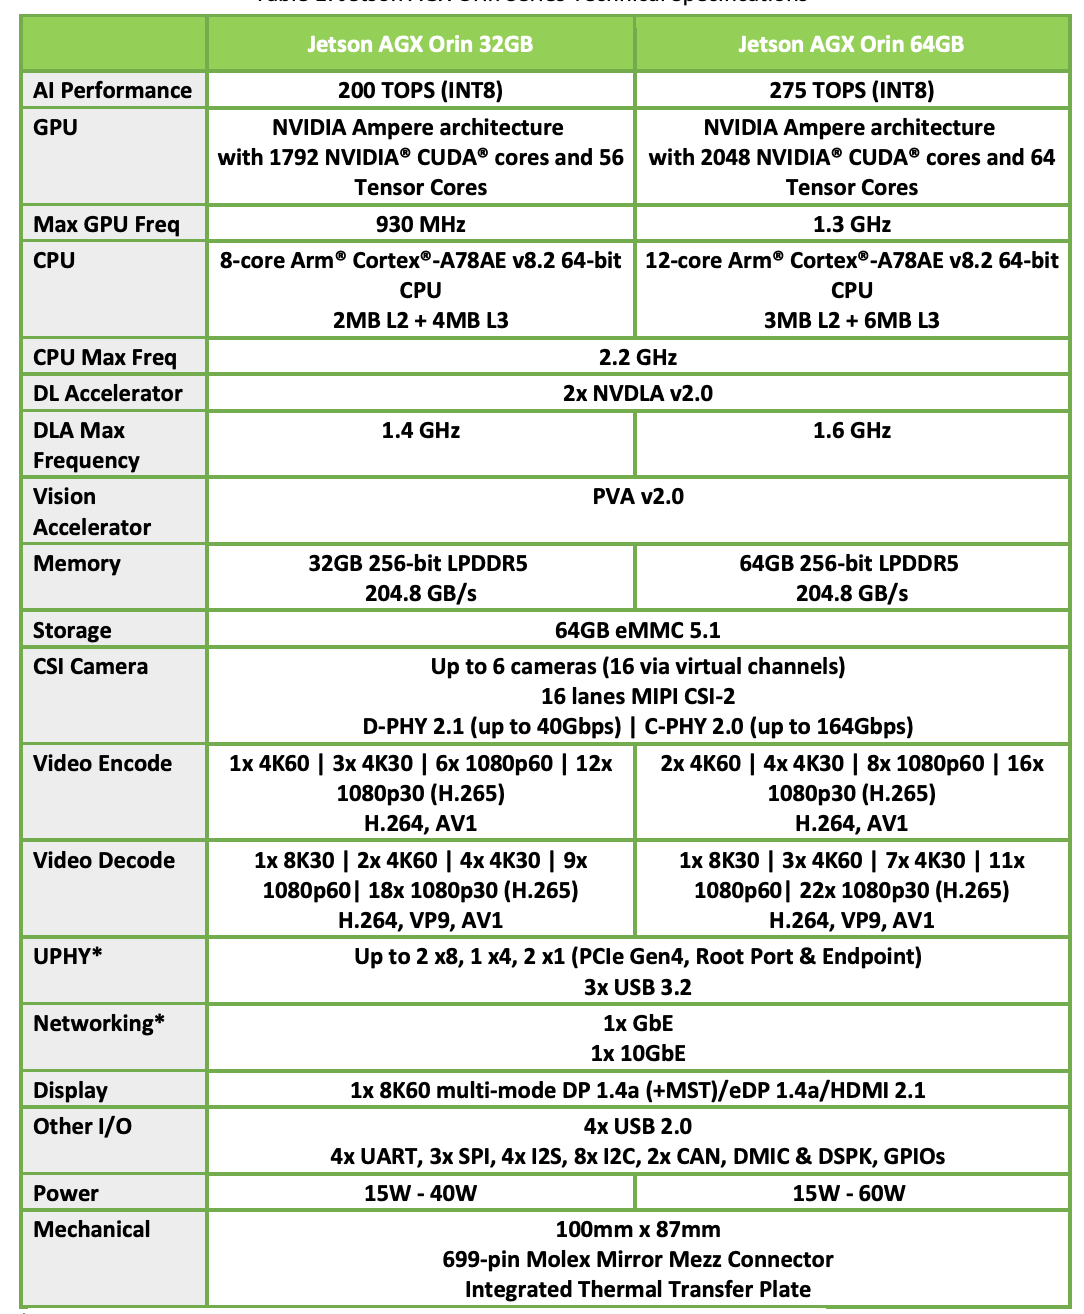 Jetson AGX Orin 32GB
Jetson AGX Orin 64GB
AI Performance
200 TOPS (INT8)
275 TOPS (INT8)
GPU
NVIDIA Ampere architecture
with 1792 NVIDIA® CUDA® cores and 56
Tensor Cores
NVIDIA Ampere architecture
with 2048 NVIDIA® CUDA® cores and 64
Tensor Cores
Max GPU Freq
930 MHz
1.3 GHz
CPU
8-core Arm® Cortex®-A78AE v8.2 64-bit
CPU
2MB L2 + 4MB L3
12-core Arm® Cortex®-A78AE v8.2 64-bit
CPU
3MB L2 + 6MB L3
CPU Max Freq
2.2 GHz
DL Accelerator
2x NVDLA v2.0
DLA Max
Frequency
1.4 GHz
1.6 GHz
Vision
Accelerator
PVA v2.0
Memory
32GB 256-bit LPDDR5
204.8 GB/s
64GB 256-bit LPDDR5
204.8 GB/s
Storage
64GB eMMC 5.1
CSI Camera
Up to 6 cameras (16 via virtual channels)
16 lanes MIPI CSI-2
D-PHY 2.1 (up to 40Gbps) | C-PHY 2.0 (up to 164Gbps)
Video Encode
1x 4K60 | 3x 4K30 | 6x 1080p60 | 12x
1080p30 (H.265)
H.264, AV1
2x 4K60 | 4x 4K30 | 8x 1080p60 | 16x
1080p30 (H.265)
H.264, AV1
Video Decode
1x 8K30 | 2x 4K60 | 4x 4K30 | 9x
1080p60| 18x 1080p30 (H.265)
H.264, VP9, AV1
1x 8K30 | 3x 4K60 | 7x 4K30 | 11x
1080p60| 22x 1080p30 (H.265)
H.264, VP9, AV1
UPHY*
Up to 2 x8, 1 x4, 2 x1 (PCIe Gen4, Root Port & Endpoint)
3x USB 3.2
Networking*
1x GbE
1x 10GbE
Display
1x 8K60 multi-mode DP 1.4a (+MST)/eDP 1.4a/HDMI 2.1
Other I/O
4x USB 2.0
4x UART, 3x SPI, 4x I2S, 8x I2C, 2x CAN, DMIC & DSPK, GPIOs
Power
15W - 40W
15W - 60W
Mechanical
100mm x 87mm
699-pin Molex Mirror Mezz Connector
Integrated Thermal Transfer Plate